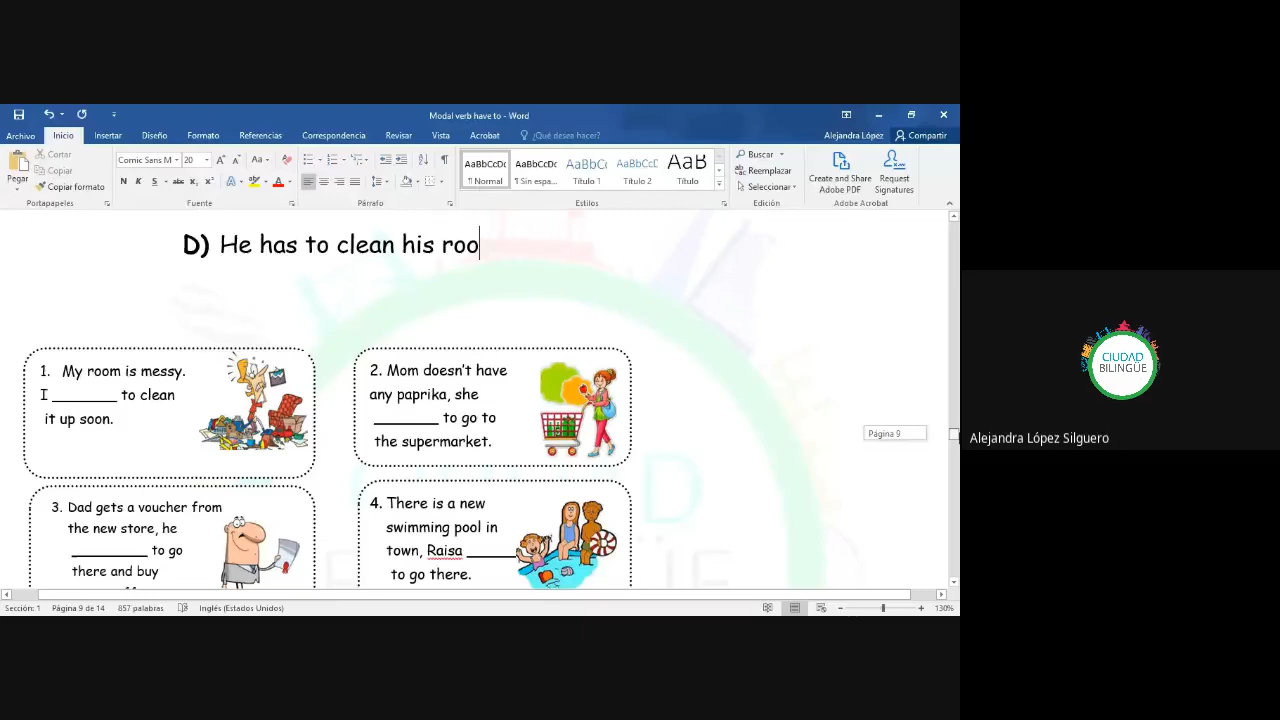 Modal verb have to - Word
Archivo Inicio Insertar Diseño Formato Referencias Correspondencia Revisar Vista Acrobat ¿Qué desea hacer? Alejandra López Compartir
Pegar
Cortar
Copiar
Copiar formato
Portapapeles
Comic Sans M 20
N K S abc x₂ x²
Fuente
Párrafo
AaBbCcDc AaBbCcDc AaBbC AaBbCcE AaB
¶ Normal ¶ Sin espa... Título 1 Título 2 Título
Estilos
Buscar
Reemplazar
Seleccionar
Edición
Create and Share
Adobe PDF
Request
Signatures
Adobe Acrobat
D) He has to clean his roo
1. My room is messy.
I ________ to clean
it up soon.
2. Mom doesn't have
any paprika, she
________ to go to
the supermarket.
3. Dad gets a voucher from
the new store, he
_________ to go
there and buy
4. There is a new
swimming pool in
town, Raisa ______
to go there.
Página 9
Sección: 1 Página 9 de 14 857 palabras Inglés (Estados Unidos) 130%
CIUDAD
BILINGÜE
Alejandra López Silguero